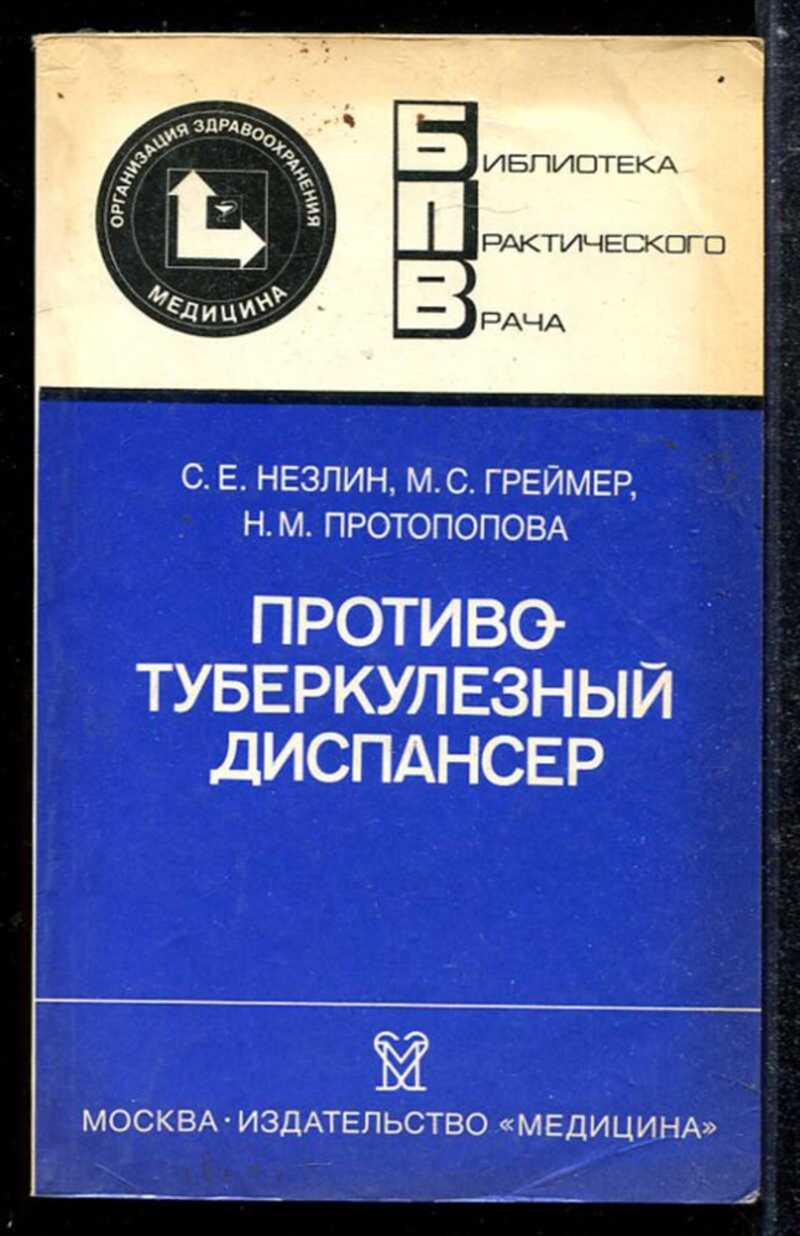 ОРГАНИЗАЦИЯ ЗДРАВООХРАНЕНИЯ
МЕДИЦИНА
БИБЛИОТЕКА
ПРАКТИЧЕСКОГО
ВРАЧА
С. Е. НЕЗЛИН, М. С. ГРЕЙМЕР,
Н. М. ПРОТОПОПОВА
ПРОТИВО-
ТУБЕРКУЛЕЗНЫЙ
ДИСПАНСЕР
МОСКВА · ИЗДАТЕЛЬСТВО «МЕДИЦИНА»